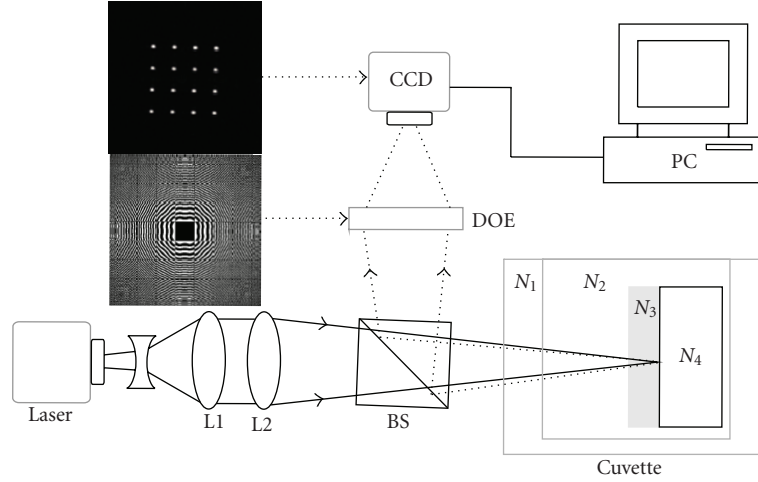 CCD
PC
DOE
N1
N2
N3
N4
Laser
L1
L2
BS
Cuvette